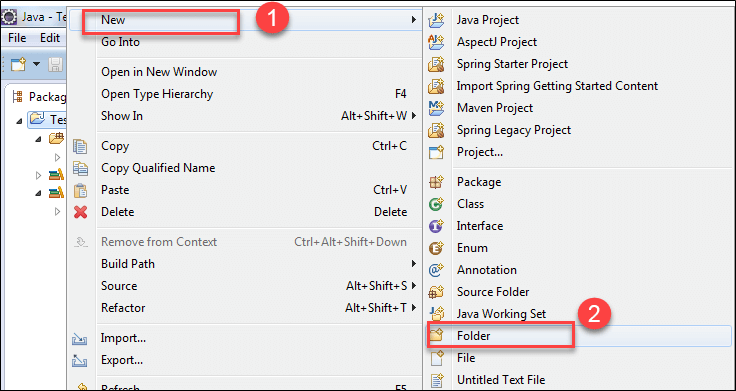 Java - Te
File Edit
Packag
Tes
New
1
Go Into
Open in New Window
Open Type Hierarchy F4
Show In Alt+Shift+W
Copy Ctrl+C
Copy Qualified Name
Paste Ctrl+V
Delete Delete
Remove from Context Ctrl+Alt+Shift+Down
Build Path
Source Alt+Shift+S
Refactor Alt+Shift+T
Import...
Export...
Refresh F5
Java Project
AspectJ Project
Spring Starter Project
Import Spring Getting Started Content
Maven Project
Spring Legacy Project
Project...
Package
Class
Interface
Enum
Annotation
Source Folder
Java Working Set
2
Folder
File
Untitled Text File